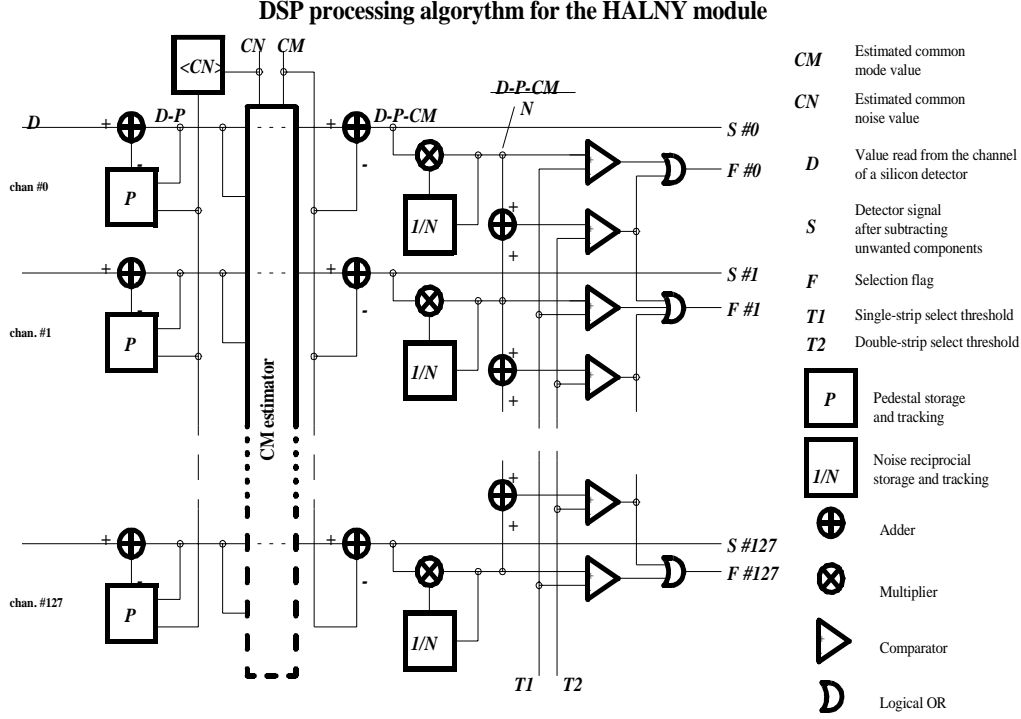 DSP processing algorythm for the HALNY module
CN CM
<CN>
D-P-CM
N
D
+
D-P
+
D-P-CM
S #0
-
-
+
F #0
chan #0
P
1/N
+
+
+
+
S #1
-
-
+
F #1
chan. #1
P
1/N
+
+
CM estimator
+
+
+
+
S #127
-
-
+
F #127
chan. #127
P
1/N
T1 T2
CM
Estimated common
mode value
CN
Estimated common
noise value
D
Value read from the channel
of a silicon detector
S
Detector signal
after subtracting
unwanted components
F
Selection flag
T1
Single-strip select threshold
T2
Double-strip select threshold
P
Pedestal storage
and tracking
1/N
Noise reciprocial
storage and tracking
Adder
Multiplier
Comparator
Logical OR